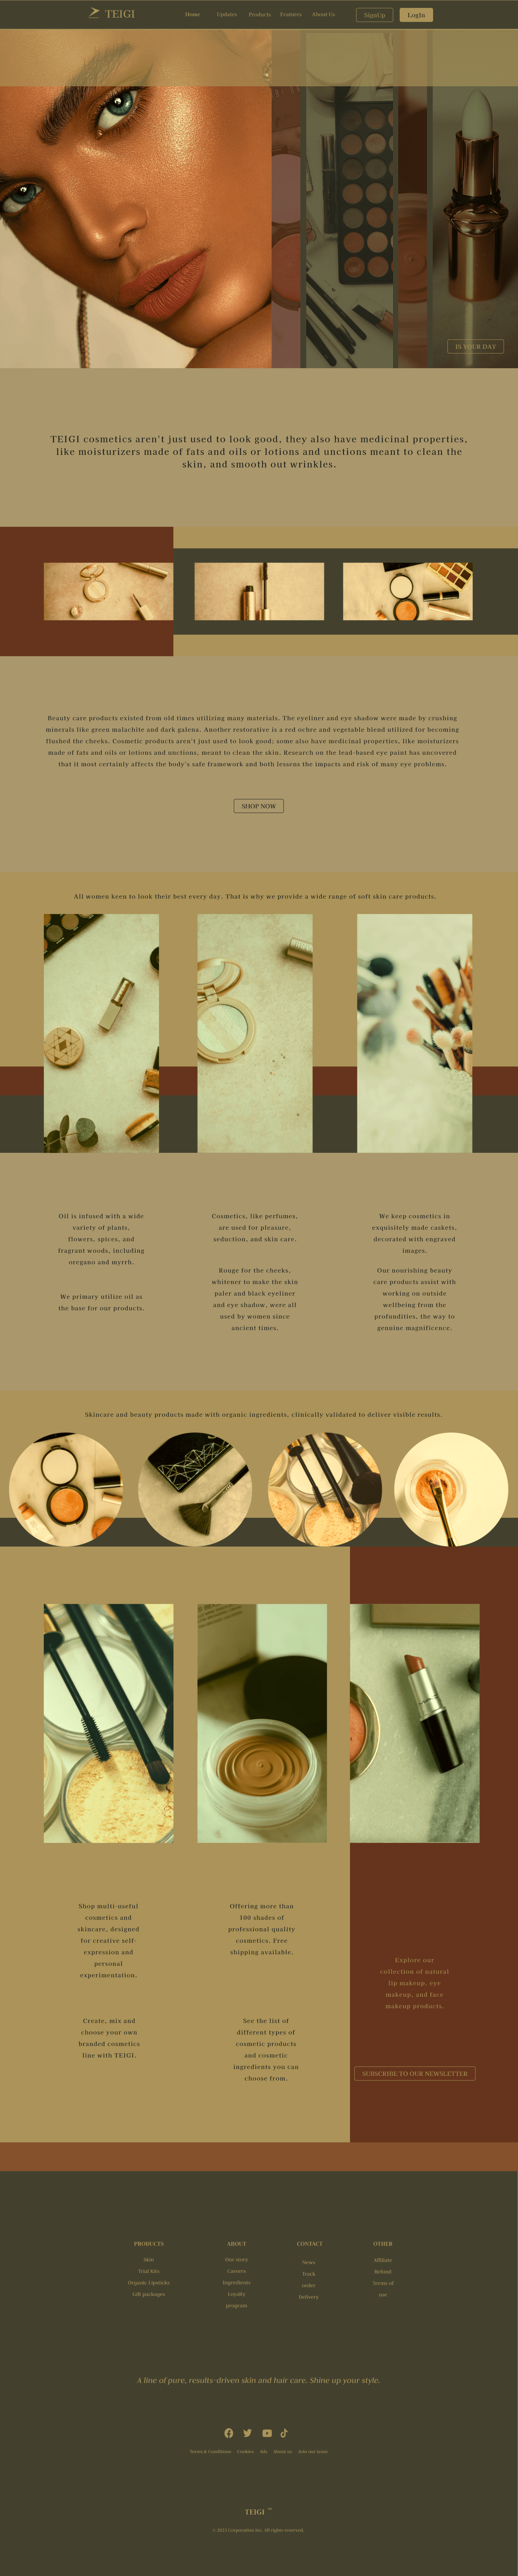 TEIGI
Home Updates Products Features About Us
SignUp Login
IS YOUR DAY
TEIGI cosmetics aren't just used to look good, they also have medicinal properties,
like moisturizers made of fats and oils or lotions and unctions meant to clean the
skin, and smooth out wrinkles.
Beauty care products existed from old times utilizing many materials. The eyeliner and eye shadow were made by crushing
minerals like green malachite and dark galena. Another restorative is a red ochre and vegetable blend utilized for becoming
flushed the cheeks. Cosmetic products aren't just used to look good; some also have medicinal properties, like moisturizers
made of fats and oils or lotions and unctions, meant to clean the skin. Research on the lead-based eye paint has uncovered
that it most certainly affects the body's safe framework and both lessens the impacts and risk of many eye problems.
SHOP NOW
All women keen to look their best every day. That is why we provide a wide range of soft skin care products.
Oil is infused with a wide
variety of plants,
flowers, spices, and
fragrant woods, including
oregano and myrrh.
We primary utilize oil as
the base for our products.
Cosmetics, like perfumes,
are used for pleasure,
seduction, and skin care.
Rouge for the cheeks,
whitener to make the skin
paler and black eyeliner
and eye shadow, were all
used by women since
ancient times.
We keep cosmetics in
exquisitely made caskets,
decorated with engraved
images.
Our nourishing beauty
care products assist with
working on outside
wellbeing from the
profundities, the way to
genuine magnificence.
Skincare and beauty products made with organic ingredients, clinically validated to deliver visible results.
Shop multi-useful
cosmetics and
skincare, designed
for creative self-
expression and
personal
experimentation.
Create, mix and
choose your own
branded cosmetics
line with TEIGI.
Offering more than
100 shades of
professional quality
cosmetics. Free
shipping available.
See the list of
different types of
cosmetic products
and cosmetic
ingredients you can
choose from.
Explore our
collection of natural
lip makeup, eye
makeup, and face
makeup products.
SUBSCRIBE TO OUR NEWSLETTER
PRODUCTS
Skin
Trial Kits
Organic Lipsticks
Gift packages
ABOUT
Our story
Careers
Ingredients
Loyalty
program
CONTACT
News
Track
order
Delivery
OTHER
Affiliate
Refund
Terms of
use
A line of pure, results-driven skin and hair care. Shine up your style.
Terms & Conditions Cookies Ads About us Join our team
TEIGI ™
© 2023 Corporation Inc. All rights reserved.